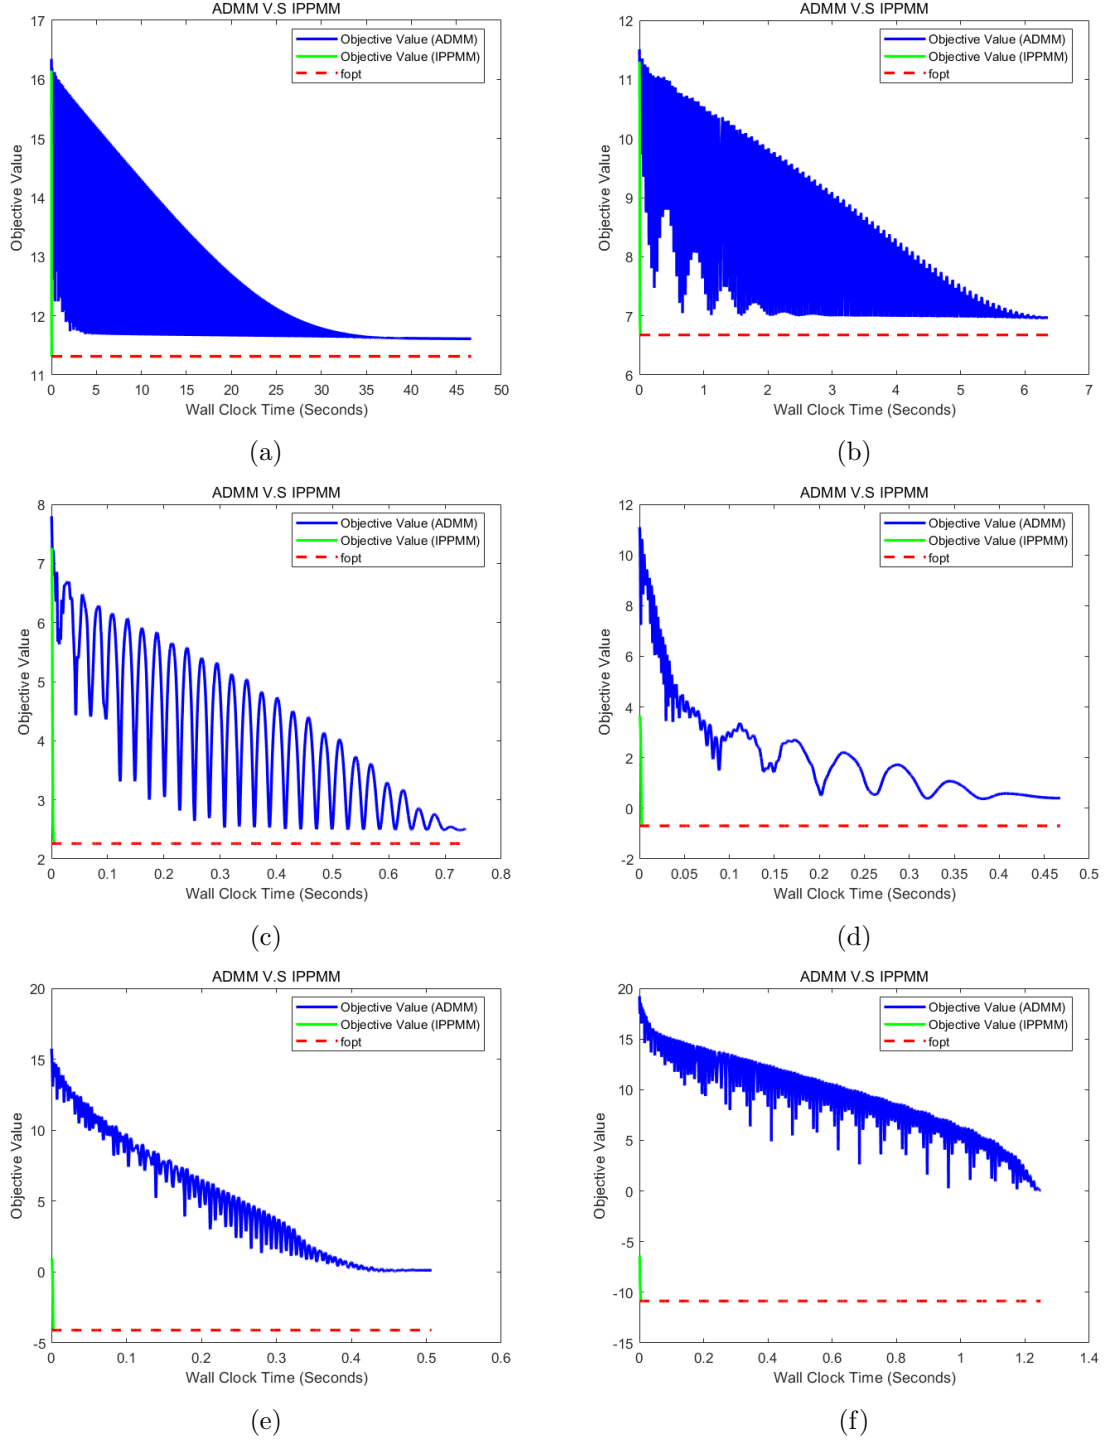 ADMM V.S IPPMM
17
16
15
14
13
12
11
Objective Value
Objective Value (ADMM)
Objective Value (IPPMM)
fopt
0 5 10 15 20 25 30 35 40 45 50
Wall Clock Time (Seconds)
(a)
ADMM V.S IPPMM
12
11
10
9
8
7
6
Objective Value
Objective Value (ADMM)
Objective Value (IPPMM)
fopt
0 1 2 3 4 5 6 7
Wall Clock Time (Seconds)
(b)
ADMM V.S IPPMM
8
7
6
5
4
3
2
Objective Value
Objective Value (ADMM)
Objective Value (IPPMM)
fopt
0 0.1 0.2 0.3 0.4 0.5 0.6 0.7 0.8
Wall Clock Time (Seconds)
(c)
ADMM V.S IPPMM
12
10
8
6
4
2
0
-2
Objective Value
Objective Value (ADMM)
Objective Value (IPPMM)
fopt
0 0.05 0.1 0.15 0.2 0.25 0.3 0.35 0.4 0.45 0.5
Wall Clock Time (Seconds)
(d)
ADMM V.S IPPMM
20
15
10
5
0
-5
Objective Value
Objective Value (ADMM)
Objective Value (IPPMM)
fopt
0 0.1 0.2 0.3 0.4 0.5 0.6
Wall Clock Time (Seconds)
(e)
ADMM V.S IPPMM
20
15
10
5
0
-5
-10
-15
Objective Value
Objective Value (ADMM)
Objective Value (IPPMM)
fopt
0 0.2 0.4 0.6 0.8 1 1.2 1.4
Wall Clock Time (Seconds)
(f)